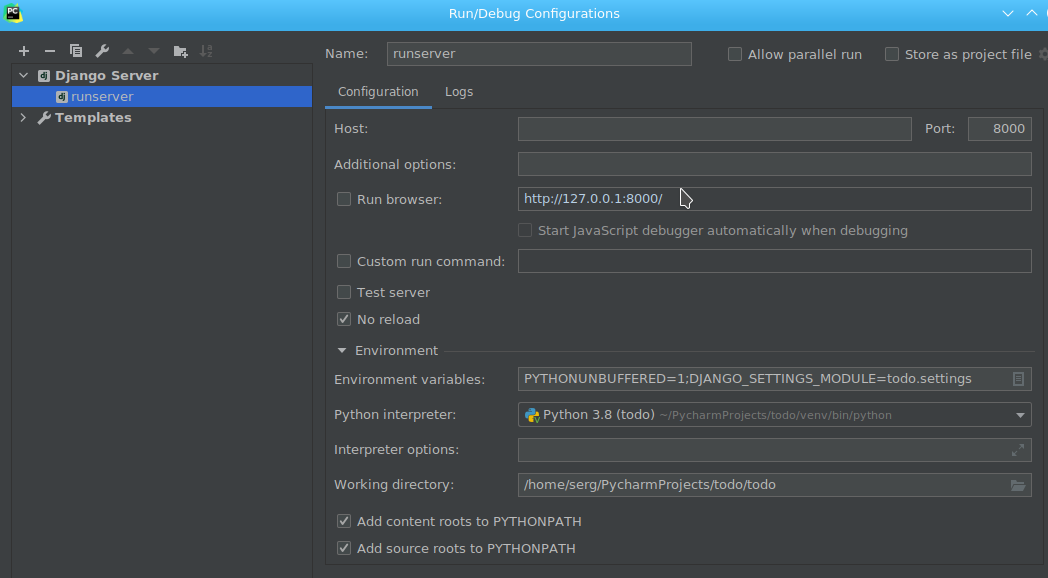 PC
Run/Debug Configurations
Name: runserver Allow parallel run Store as project file
dj Django Server
dj runserver
Templates
Configuration Logs
Host: Port: 8000
Additional options:
Run browser: http://127.0.0.1:8000/
Start JavaScript debugger automatically when debugging
Custom run command:
Test server
No reload
Environment
Environment variables: PYTHONUNBUFFERED=1;DJANGO_SETTINGS_MODULE=todo.settings
Python interpreter: Python 3.8 (todo) ~/PycharmProjects/todo/venv/bin/python
Interpreter options:
Working directory: /home/serg/PycharmProjects/todo/todo
Add content roots to PYTHONPATH
Add source roots to PYTHONPATH